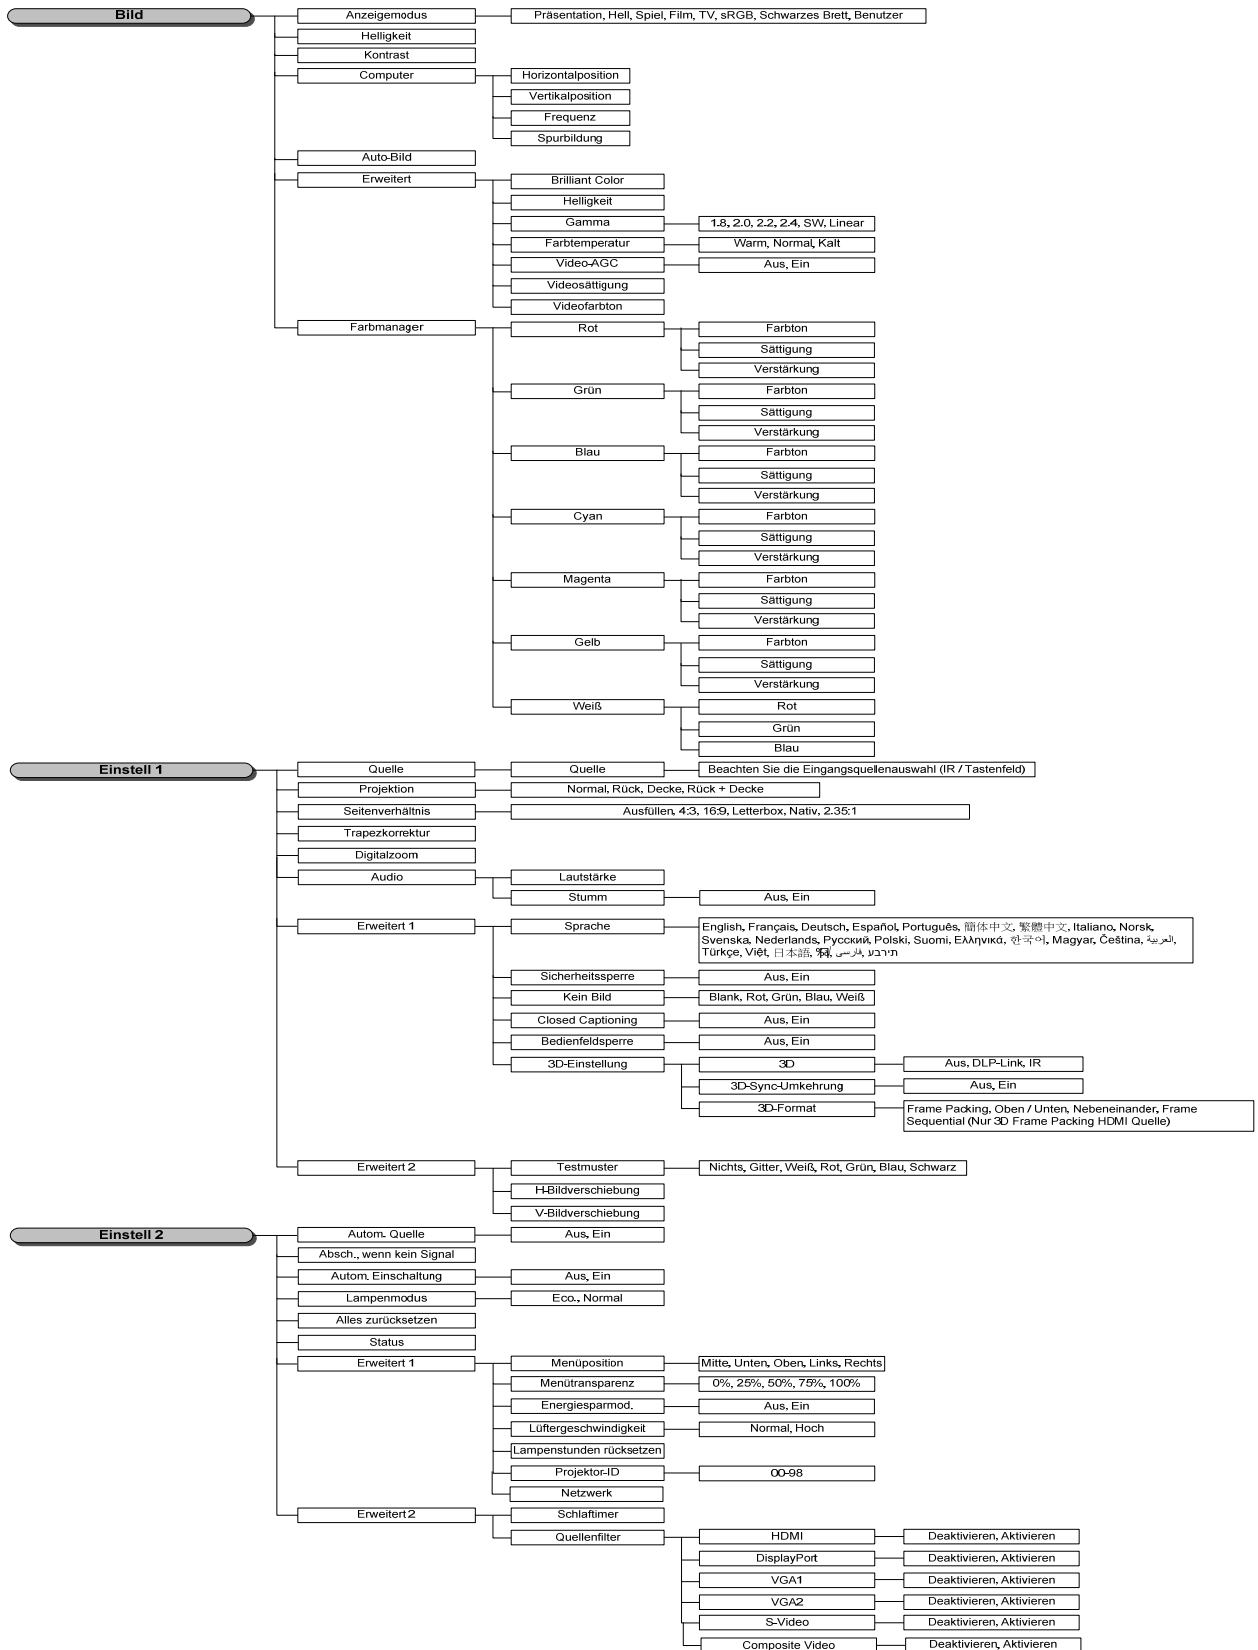 Bild
Anzeigemodus
Präsentation, Hell, Spiel, Film, TV, sRGB, Schwarzes Brett, Benutzer
Helligkeit
Kontrast
Computer
Horizontalposition
Vertikalposition
Frequenz
Spurbildung
Auto-Bild
Erweitert
Brilliant Color
Helligkeit
Gamma
1.8, 2.0, 2.2, 2.4, SW, Linear
Farbtemperatur
Warm, Normal, Kalt
Video-AGC
Aus, Ein
Videosättigung
Videofarbton
Farbmanager
Rot
Farbton
Sättigung
Verstärkung
Grün
Farbton
Sättigung
Verstärkung
Blau
Farbton
Sättigung
Verstärkung
Cyan
Farbton
Sättigung
Verstärkung
Magenta
Farbton
Sättigung
Verstärkung
Gelb
Farbton
Sättigung
Verstärkung
Weiß
Rot
Grün
Blau
Einstell 1
Quelle
Quelle
Beachten Sie die Eingangsquellenauswahl (IR / Tastenfeld)
Projektion
Normal, Rück, Decke, Rück + Decke
Seitenverhältnis
Ausfüllen, 4:3, 16:9, Letterbox, Nativ, 2.35:1
Trapezkorrektur
Digitalzoom
Audio
Lautstärke
Stumm
Aus, Ein
Erweitert 1
Sprache
English, Français, Deutsch, Español, Português, 簡体中文, 繁體中文, Italiano, Norsk,
Svenska, Nederlands, Русский, Polski, Suomi, Ελληνικά, 한국어, Magyar, Čeština, العربية,
Türkçe, Việt, 日本語, فارسی, תירבע
Sicherheitssperre
Aus, Ein
Kein Bild
Blank, Rot, Grün, Blau, Weiß
Closed Captioning
Aus, Ein
Bedienfeldsperre
Aus, Ein
3D-Einstellung
3D
Aus, DLP-Link, IR
3D-Sync-Umkehrung
Aus, Ein
3D-Format
Frame Packing, Oben / Unten, Nebeneinander, Frame
Sequential (Nur 3D Frame Packing HDMI Quelle)
Erweitert 2
Testmuster
Nichts, Gitter, Weiß, Rot, Grün, Blau, Schwarz
H-Bildverschiebung
V-Bildverschiebung
Einstell 2
Autom. Quelle
Aus, Ein
Absch., wenn kein Signal
Autom. Einschaltung
Aus, Ein
Lampenmodus
Eco., Normal
Alles zurücksetzen
Status
Erweitert 1
Menüposition
Mitte, Unten, Oben, Links, Rechts
Menütransparenz
0%, 25%, 50%, 75%, 100%
Energiesparmod.
Aus, Ein
Lüftergeschwindigkeit
Normal, Hoch
Lampenstunden rücksetzen
Projektor-ID
00-98
Netzwerk
Erweitert 2
Schlaftimer
Quellenfilter
HDMI
Deaktivieren, Aktivieren
DisplayPort
Deaktivieren, Aktivieren
VGA1
Deaktivieren, Aktivieren
VGA2
Deaktivieren, Aktivieren
S-Video
Deaktivieren, Aktivieren
Composite Video
Deaktivieren, Aktivieren